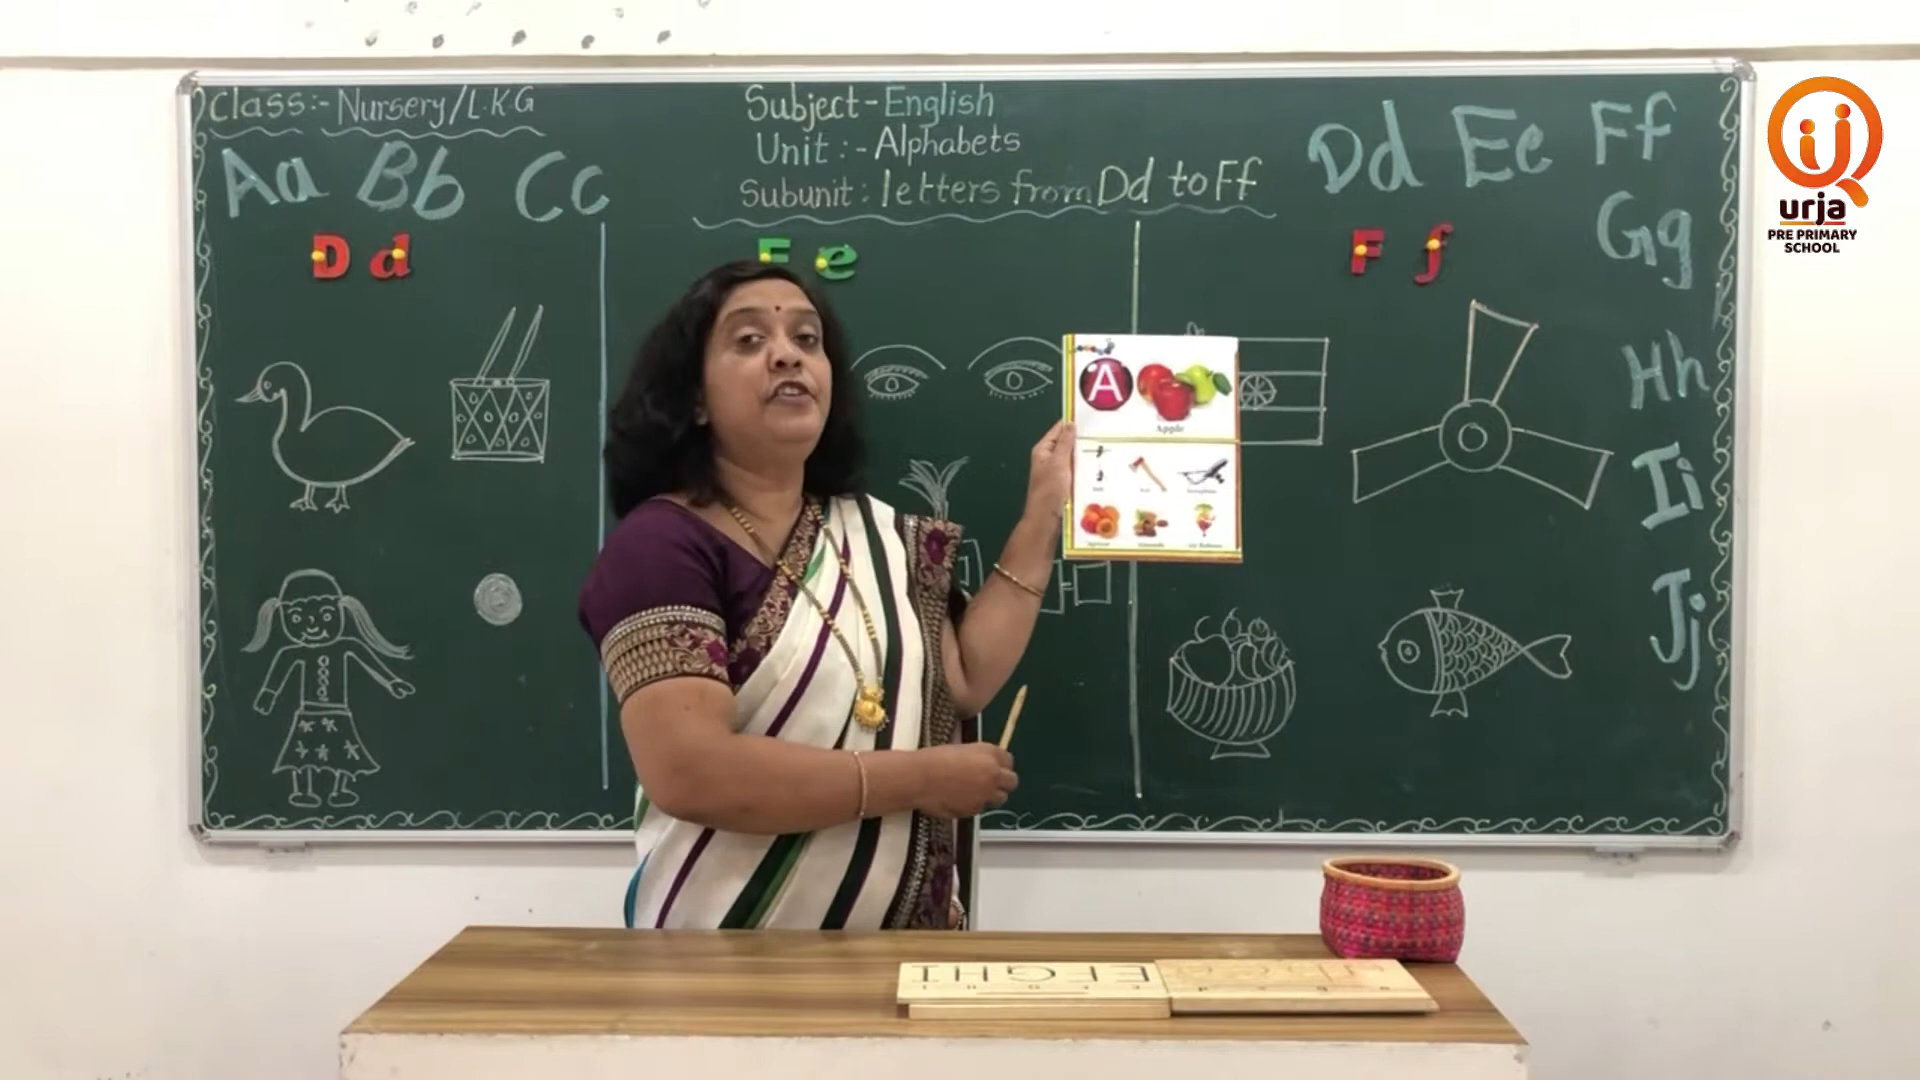 Class:- Nursery/L.K.G
Subject-English
Unit:-Alphabets
Subunit: letters from Dd to Ff
Aa Bb Cc
Dd Ee Ff
Gg
Hh
Ii
Jj
D d
E e
F f
A
Apple
urja
PRE PRIMARY
SCHOOL
EFGHI